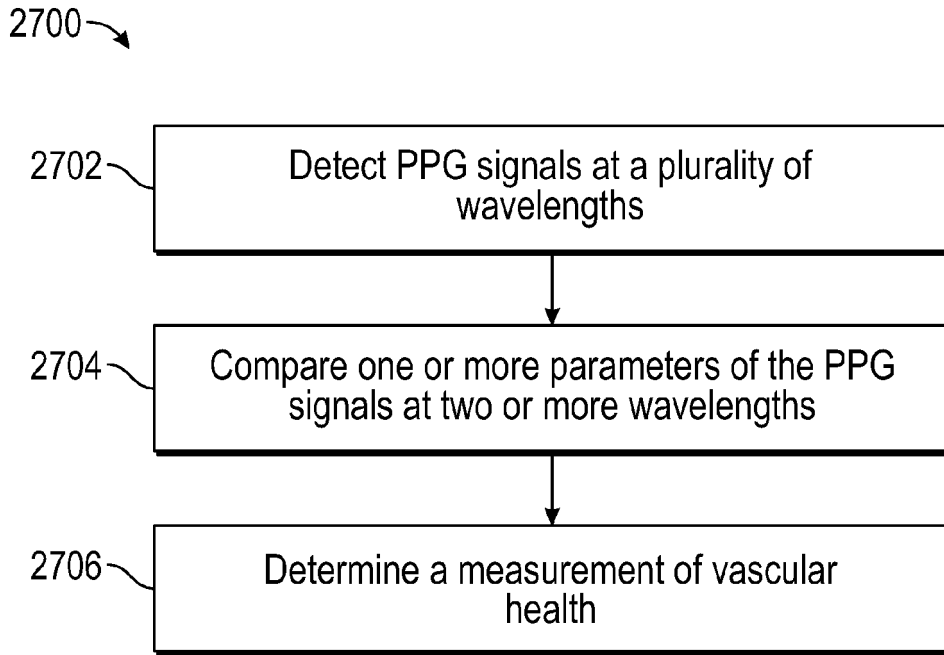 2700
2702
Detect PPG signals at a plurality of
wavelengths
2704
Compare one or more parameters of the PPG
signals at two or more wavelengths
2706
Determine a measurement of vascular
health